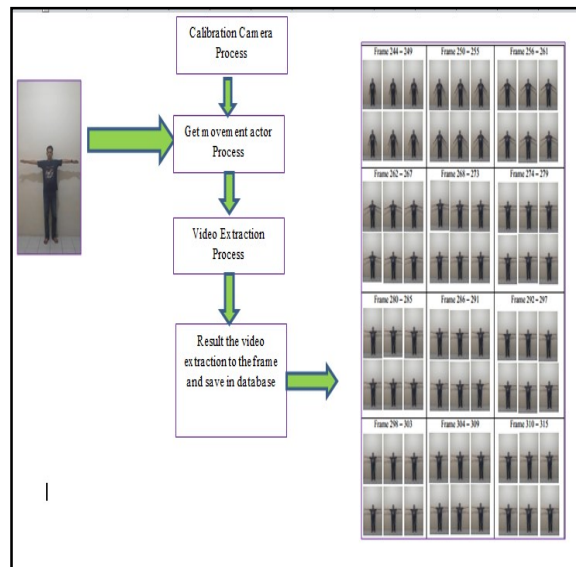 Calibration Camera
Process
Get movement actor
Process
Video Extraction
Process
Result the video
extraction to the frame
and save in database
Frame 244 – 249
Frame 250 – 255
Frame 256 – 261
Frame 262 – 267
Frame 268 – 273
Frame 274 – 279
Frame 280 – 285
Frame 286 – 291
Frame 292 – 297
Frame 298 – 303
Frame 304 – 309
Frame 310 – 315